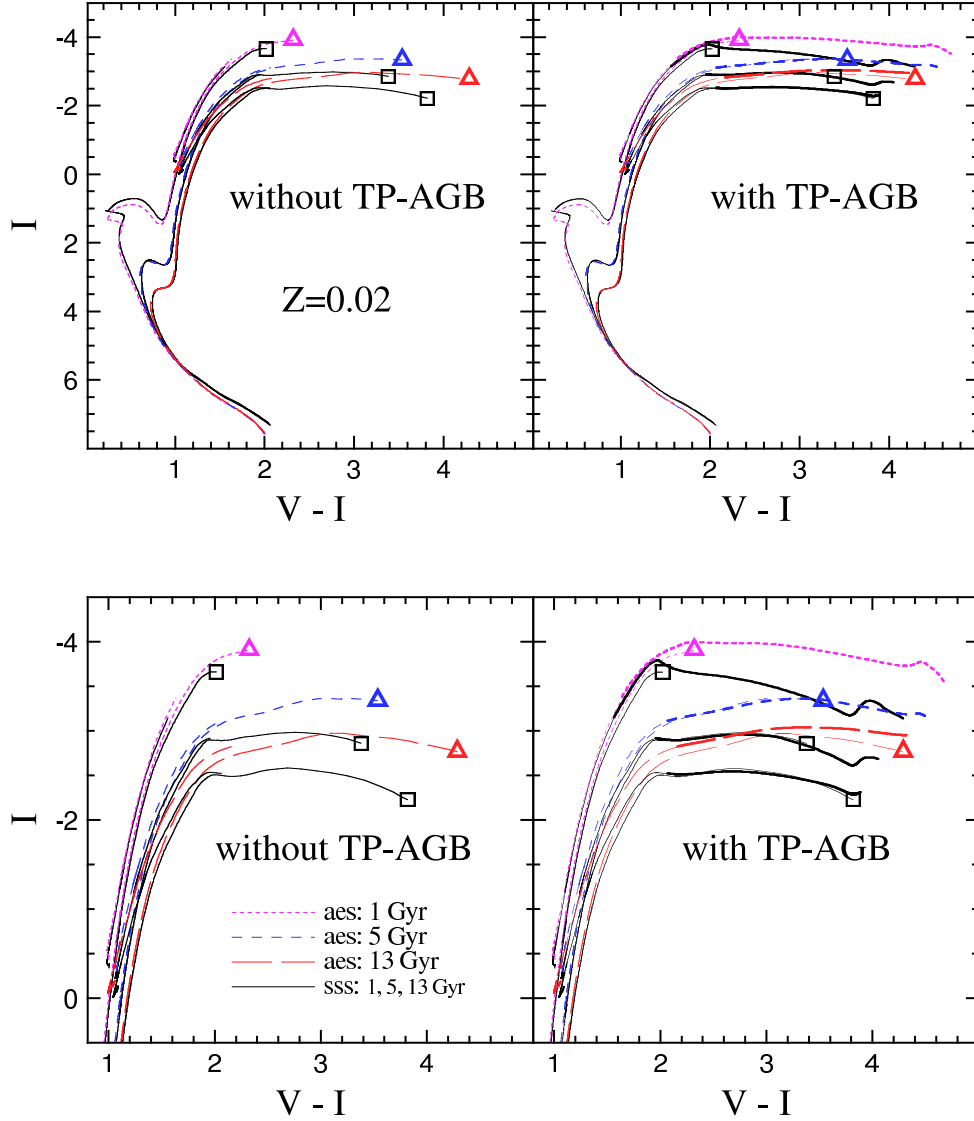 -4
-2
0
2
4
6
I
without TP-AGB
with TP-AGB
Z=0.02
1 2 3 4 1 2 3 4
V - I V - I
-4
-2
0
I
without TP-AGB
with TP-AGB
aes: 1 Gyr
aes: 5 Gyr
aes: 13 Gyr
sss: 1, 5, 13 Gyr
1 2 3 4 1 2 3 4
V - I V - I